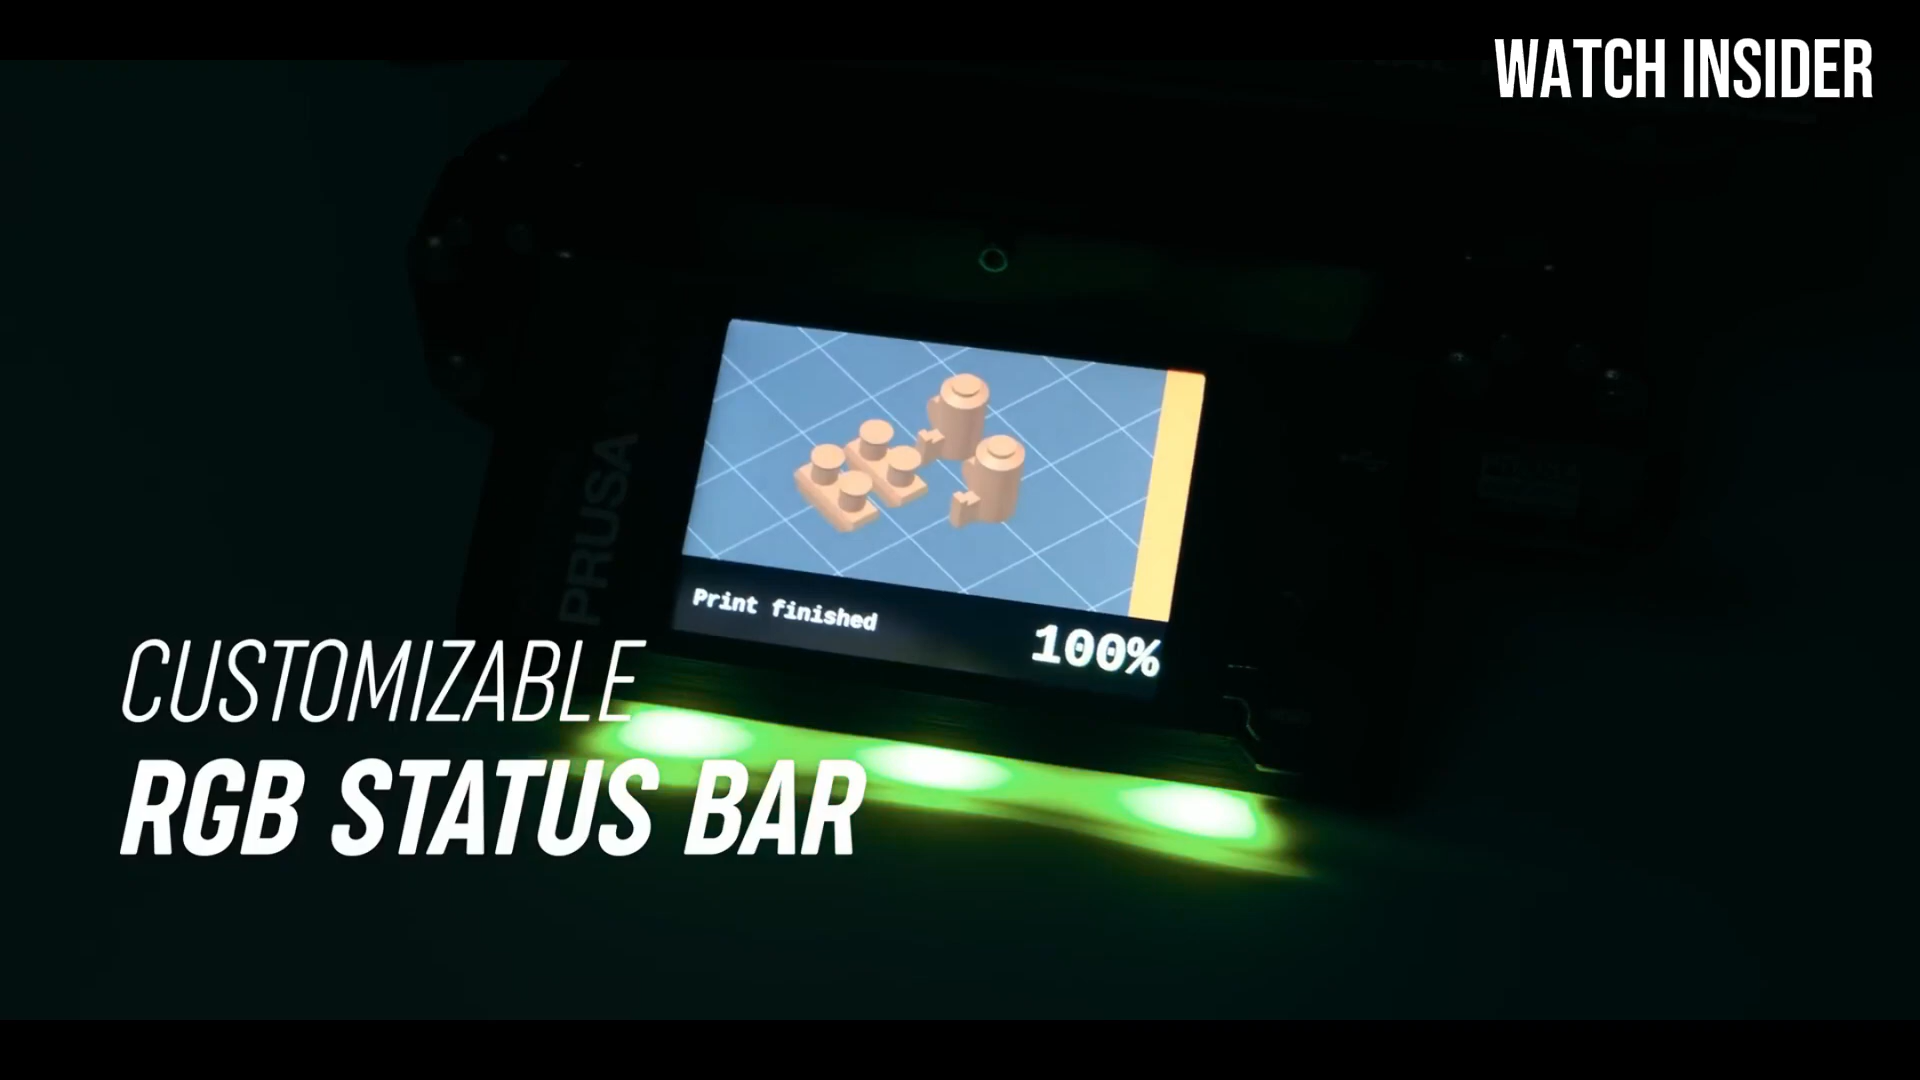 WATCH INSIDER
PRUSA
Print finished
100%
CUSTOMIZABLE
RGB STATUS BAR